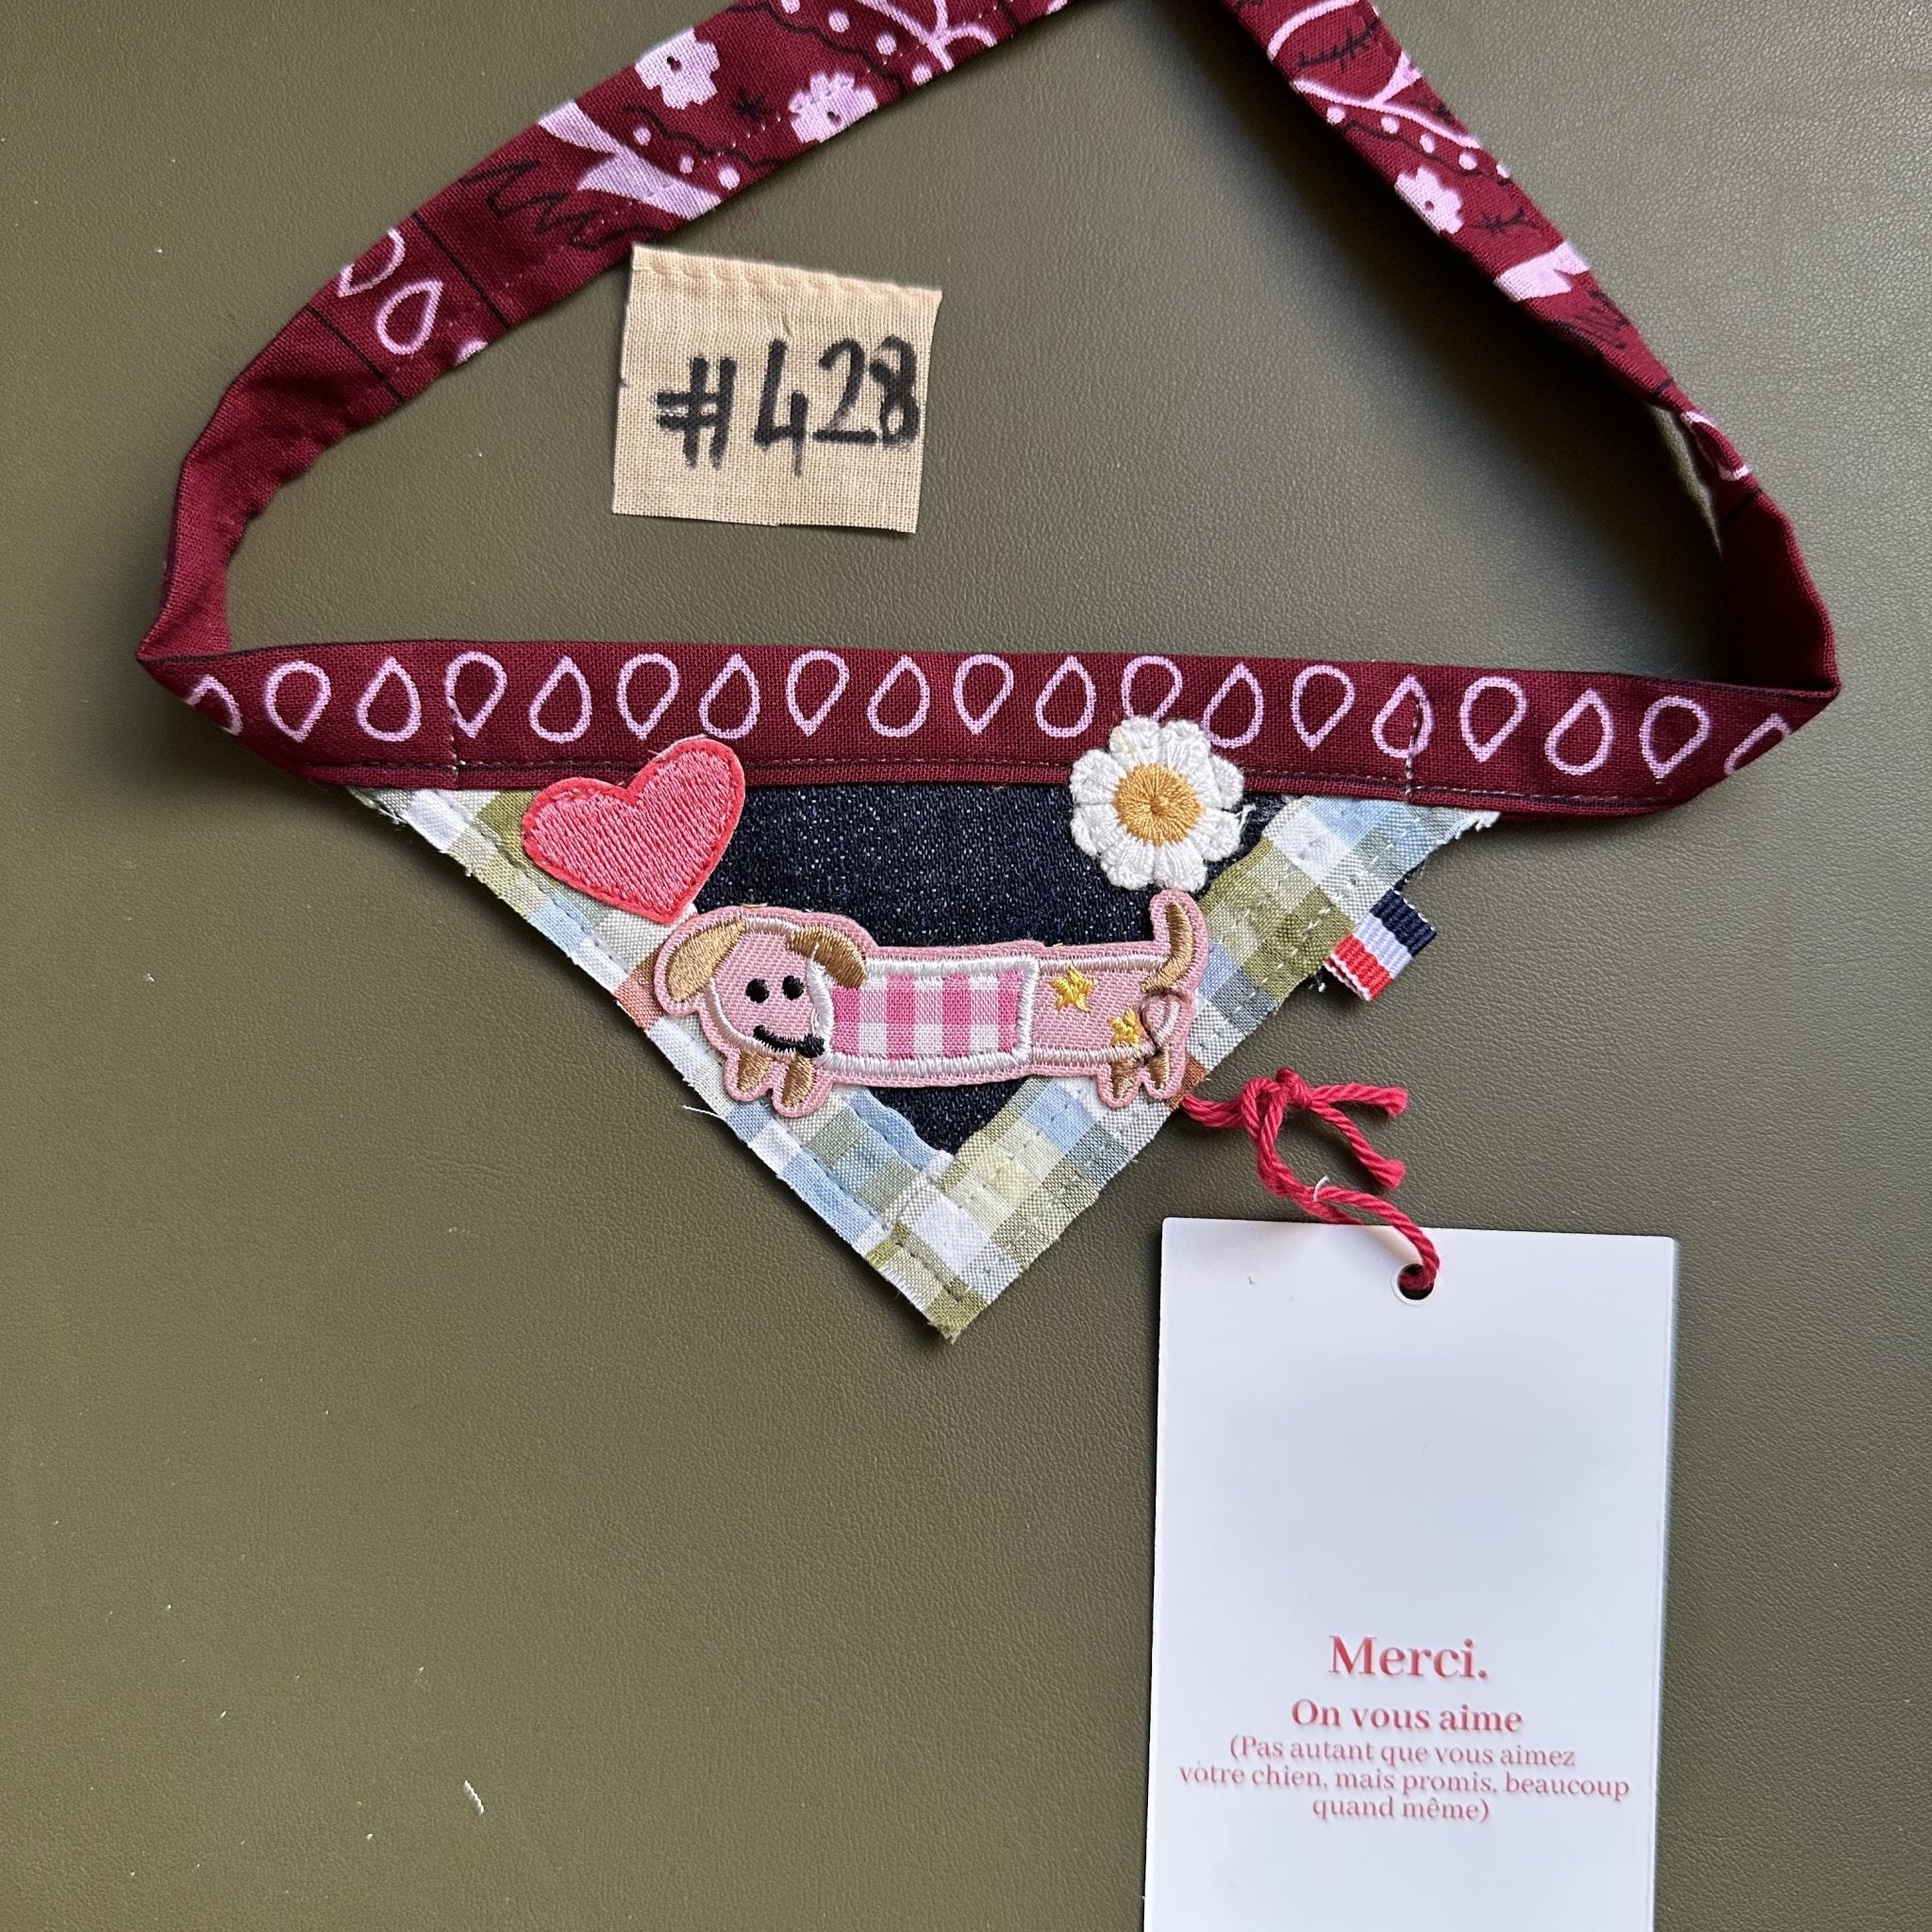 #428
Merci.
On vous aime
(Pas autant que vous aimez
votre chien, mais promis, beaucoup
quand même)